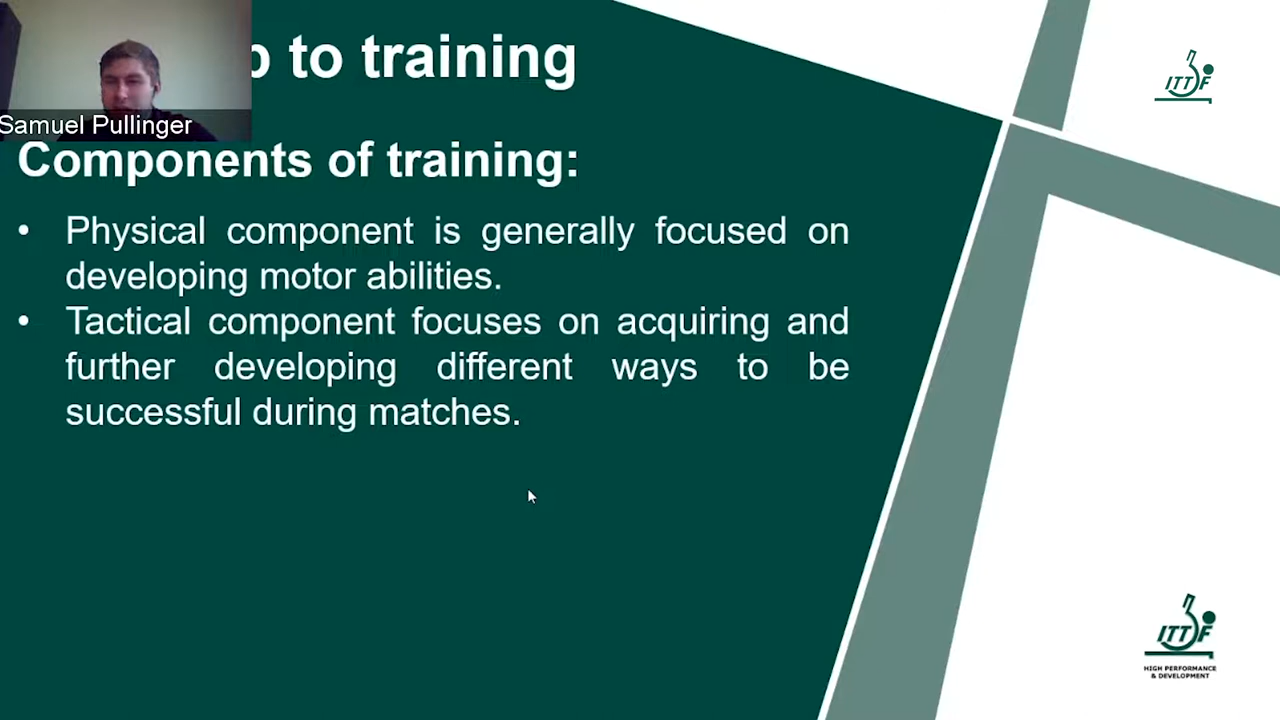 to training
Samuel Pullinger
Components of training:
• Physical component is generally focused on
developing motor abilities.
• Tactical component focuses on acquiring and
further developing different ways to be
successful during matches.
ITTF
ITTF
HIGH PERFORMANCE
& DEVELOPMENT